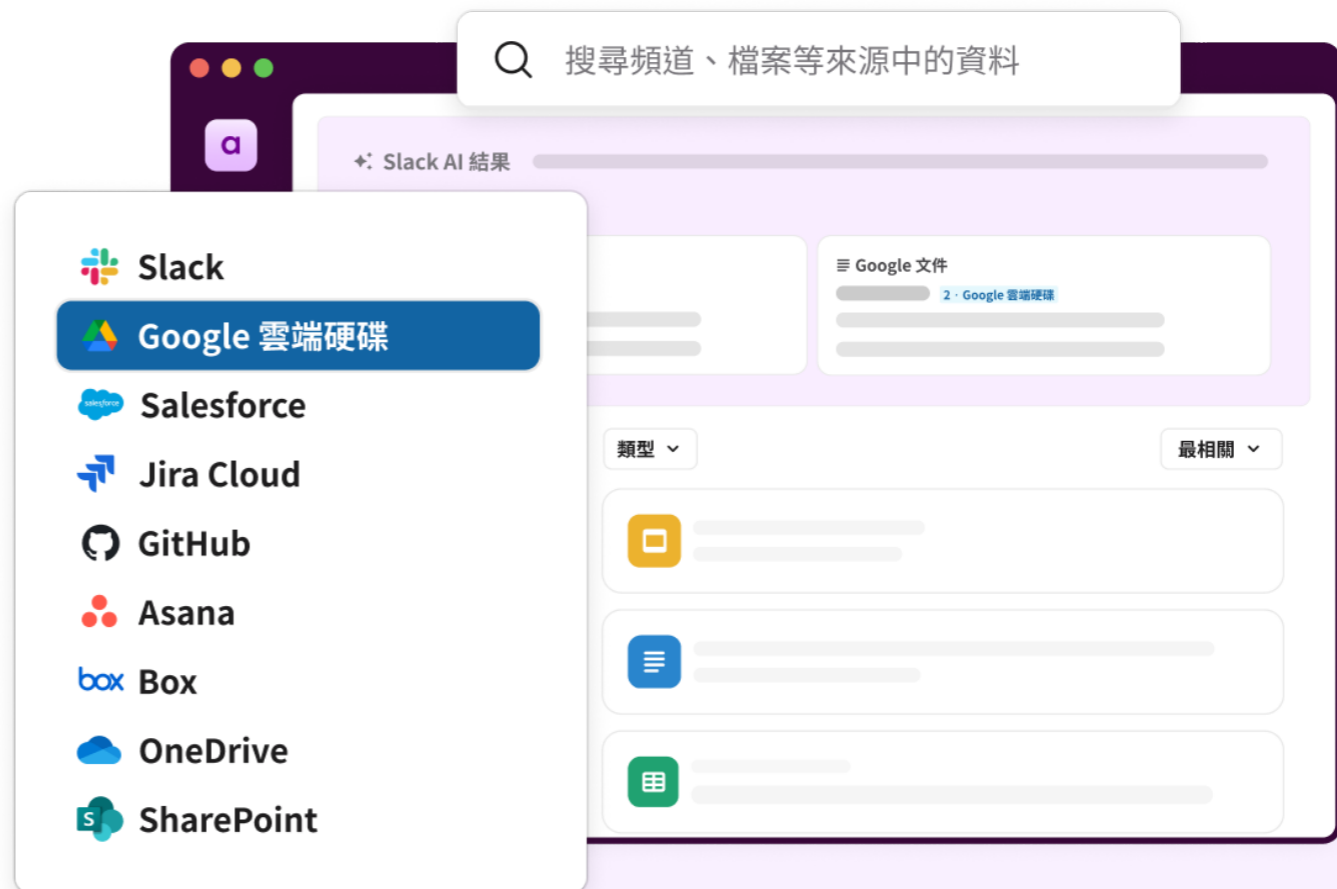 搜尋頻道、檔案等來源中的資料
a
Slack AI 結果
Slack
Google 雲端硬碟
salesforce Salesforce
Jira Cloud
GitHub
Asana
box Box
OneDrive
S SharePoint
Google 文件
2 · Google 雲端硬碟
類型
最相關